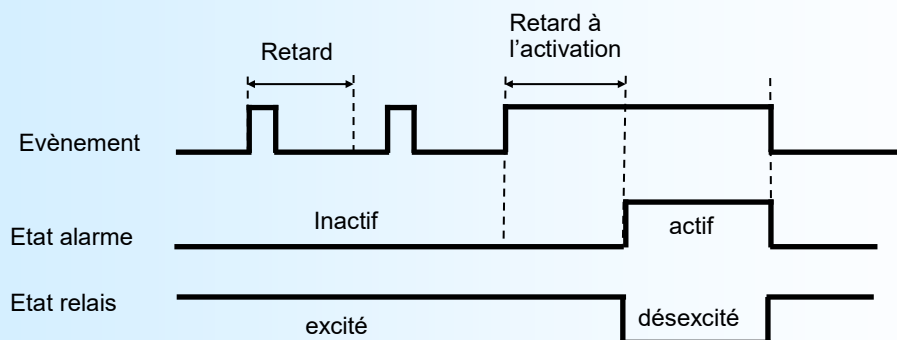 Retard
Retard à
l'activation
Evènement
Inactif
actif
Etat alarme
Etat relais
excité
désexcité